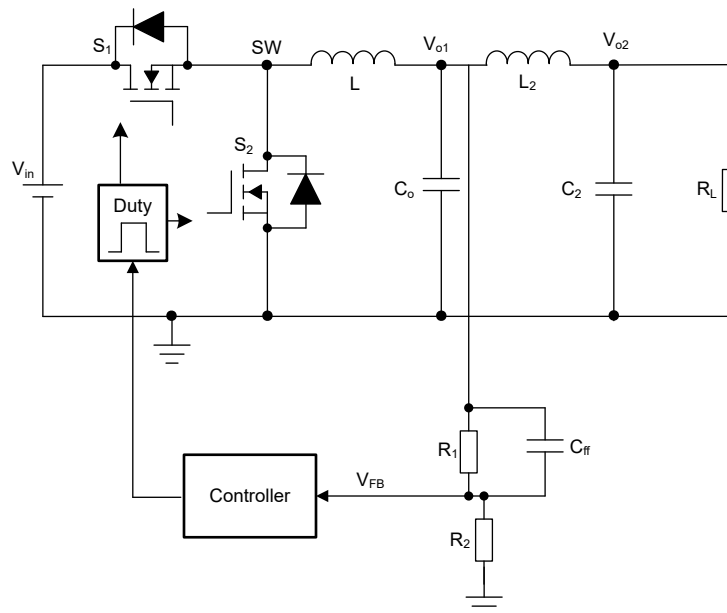 S1
SW
Vo1
Vo2
L
L2
S2
Vin
Duty
Co
C2
RL
R1
Cff
VFB
Controller
R2